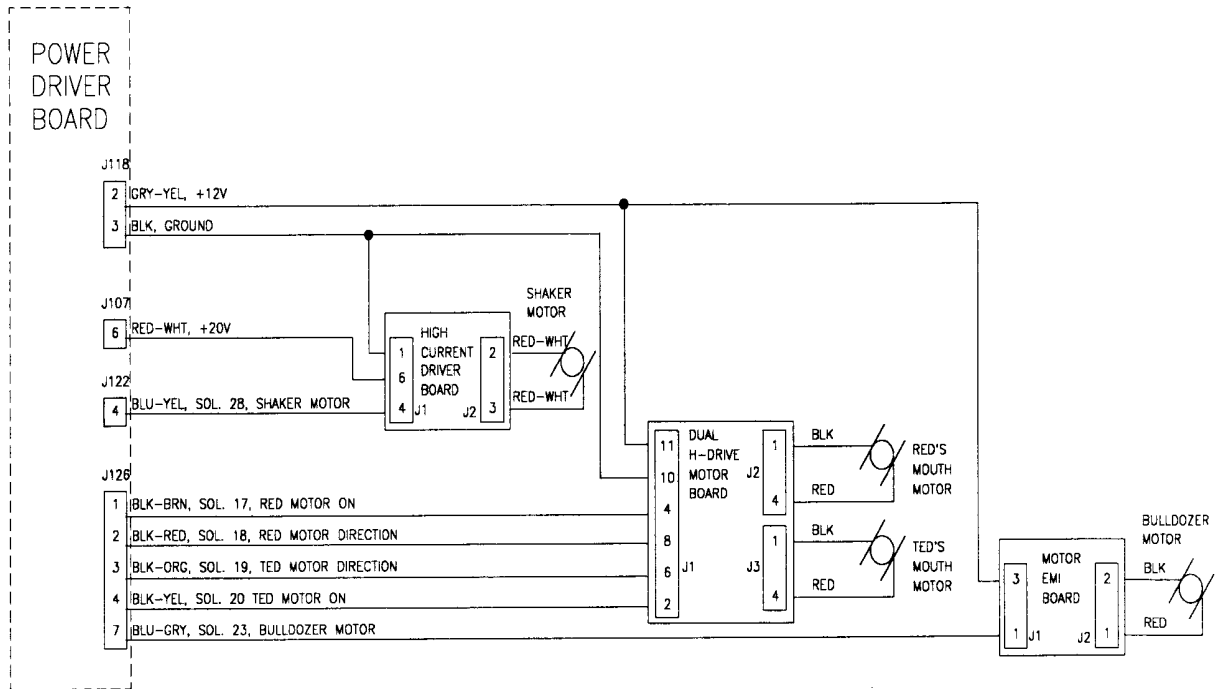 POWER
DRIVER
BOARD
J118
2 GRY-YEL, +12V
3 BLK, GROUND
J107
6 RED-WHT, +20V
J122
4 BLU-YEL, SOL. 28, SHAKER MOTOR
J126
1 BLK-BRN, SOL. 17, RED MOTOR ON
2 BLK-RED, SOL. 18, RED MOTOR DIRECTION
3 BLK-ORG, SOL. 19, TED MOTOR DIRECTION
4 BLK-YEL, SOL. 20 TED MOTOR ON
7 BLU-GRY, SOL. 23, BULLDOZER MOTOR
HIGH
CURRENT
DRIVER
BOARD
1
6
4
J1
J2
2
3
RED-WHT
RED-WHT
SHAKER
MOTOR
DUAL
H-DRIVE
MOTOR
BOARD
11
10
4
8
6
2
J1
J2
1
4
J3
1
4
BLK
RED
RED'S
MOUTH
MOTOR
BLK
RED
TED'S
MOUTH
MOTOR
MOTOR
EMI
BOARD
3
1
J1
J2
2
1
BLK
RED
BULLDOZER
MOTOR